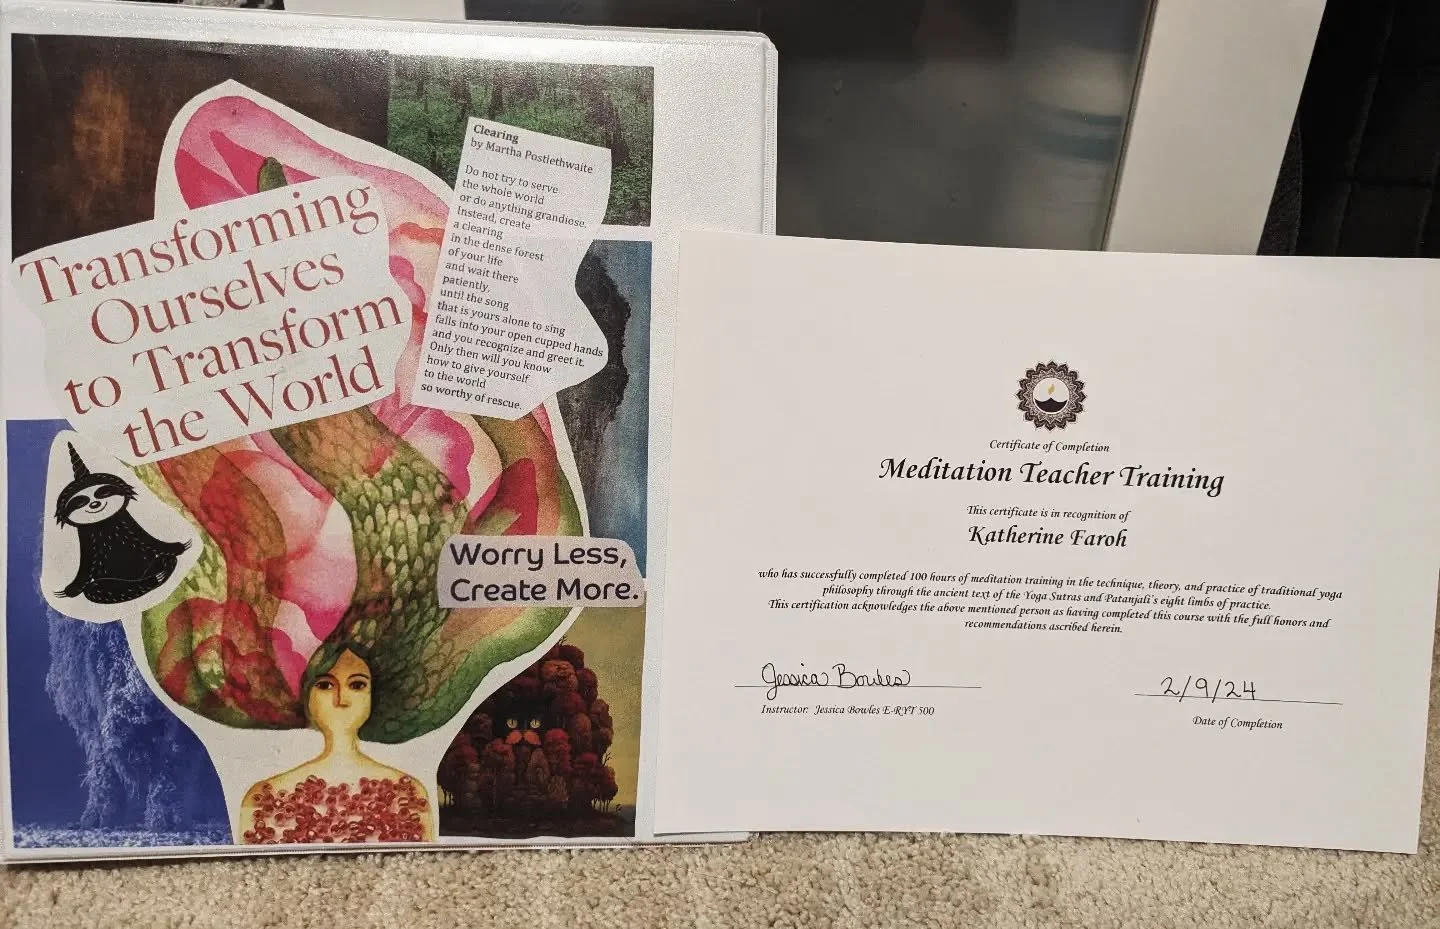 Transforming
Ourselves
to Transform
the World
Clearing
by Martha Postlethwaite
Do not try to serve
the whole world
or do anything grandiose.
Instead, create
a clearing
in the dense forest
of your life
and wait there
patiently,
until the song
that is yours alone to sing
falls into your open cupped hands
and you recognize and greet it.
Only then will you know
how to give yourself
to the world
so worthy of rescue.
Worry Less,
Create More.
Certificate of Completion
Meditation Teacher Training
This certificate is in recognition of
Katherine Faroh
who has successfully completed 100 hours of meditation training in the technique, theory, and practice of traditional yoga
philosophy through the ancient text of the Yoga Sutras and Patanjali's eight limbs of practice.
This certification acknowledges the above mentioned person as having completed this course with the full honors and
recommendations ascribed herein.
Jessica Bowles
Instructor: Jessica Bowles E-RYT 500
2/9/24
Date of Completion